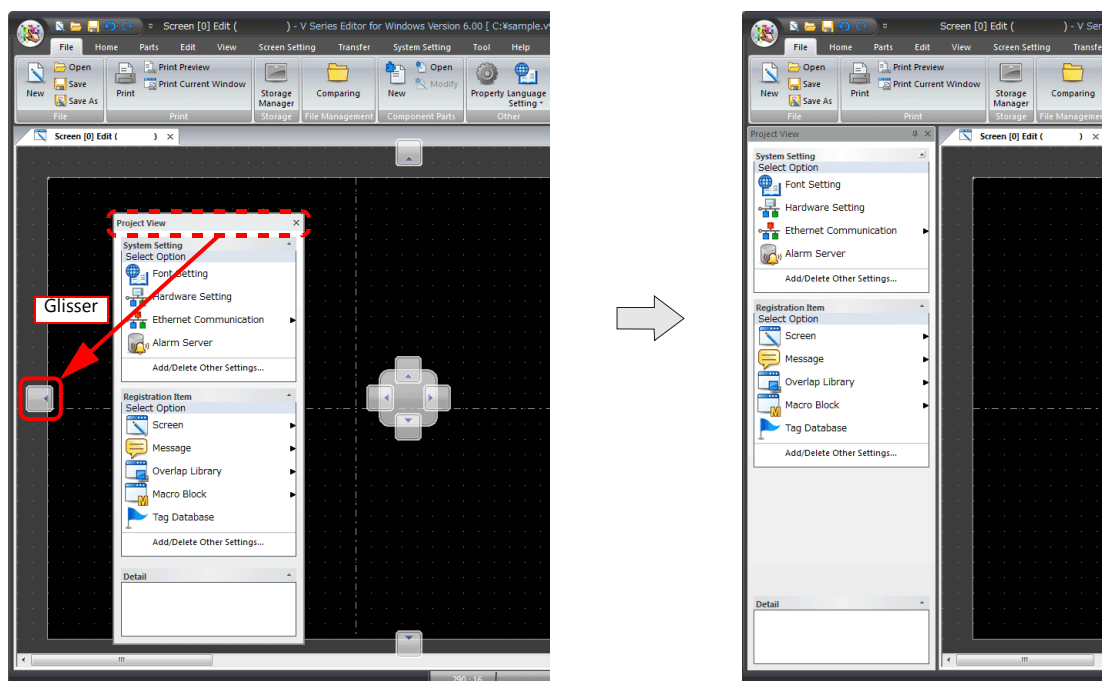 Screen [0] Edit (          ) - V Series Editor for Windows Version 6.00 [ C:¥sample.v
File Home Parts Edit View Screen Setting Transfer System Setting Tool Help
New
Open
Save
Save As
Print
Print Preview
Print Current Window
Storage
Manager
Comparing
New
Open
Modify
Property
Language
Setting
File Print Storage File Management Component Parts Other
Screen [0] Edit (          ) ×
Project View ×
System Setting
Select Option
Font Setting
Hardware Setting
Ethernet Communication
Alarm Server
Add/Delete Other Settings...
Registration Item
Select Option
Screen
Message
Overlap Library
Macro Block
Tag Database
Add/Delete Other Settings...
Detail
Glisser
290 : 16
Screen [0] Edit (          ) - V Ser
File Home Parts Edit View Screen Setting Transfe
New
Open
Save
Save As
Print
Print Preview
Print Current Window
Storage
Manager
Comparing
File Print Storage File Managemen
Project View ×
Screen [0] Edit (          ) ×
System Setting
Select Option
Font Setting
Hardware Setting
Ethernet Communication
Alarm Server
Add/Delete Other Settings...
Registration Item
Select Option
Screen
Message
Overlap Library
Macro Block
Tag Database
Add/Delete Other Settings...
Detail